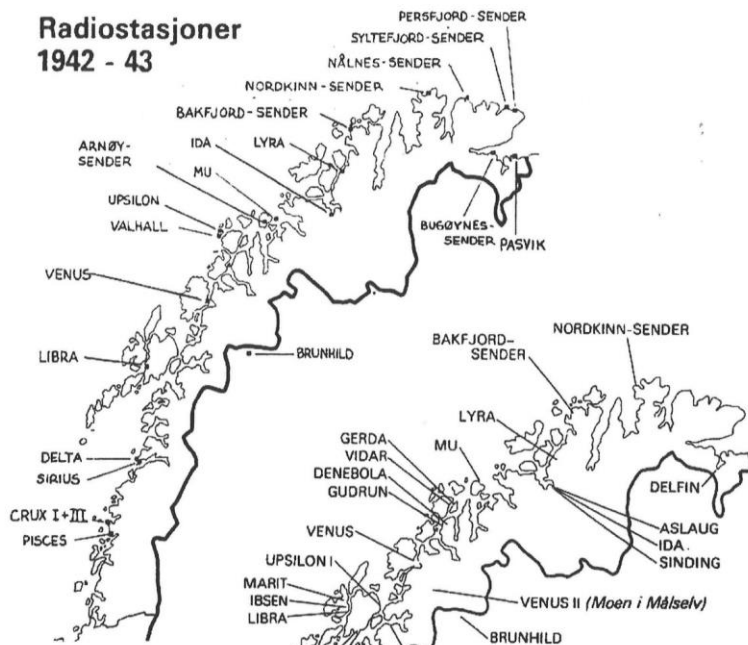 Radiostasjoner
1942 - 43
PERSFJORD-SENDER
SYLTEFJORD-SENDER
NÅLNES-SENDER
NORDKINN-SENDER
BAKFJORD-SENDER
ARNØY-
SENDER
IDA
LYRA
MU
UPSILON
VALHALL
BUGØYNES-
SENDER
PASVIK
VENUS
LIBRA
BRUNHILD
DELTA
SIRIUS
CRUX I+III
PISCES
NORDKINN-SENDER
BAKFJORD-
SENDER
LYRA
GERDA
VIDAR
MU
DENEBOLA
GUDRUN
DELFIN
VENUS
ASLAUG
IDA
SINDING
UPSILON I
MARIT
IBSEN
LIBRA
VENUS II (Moen i Målselv)
BRUNHILD